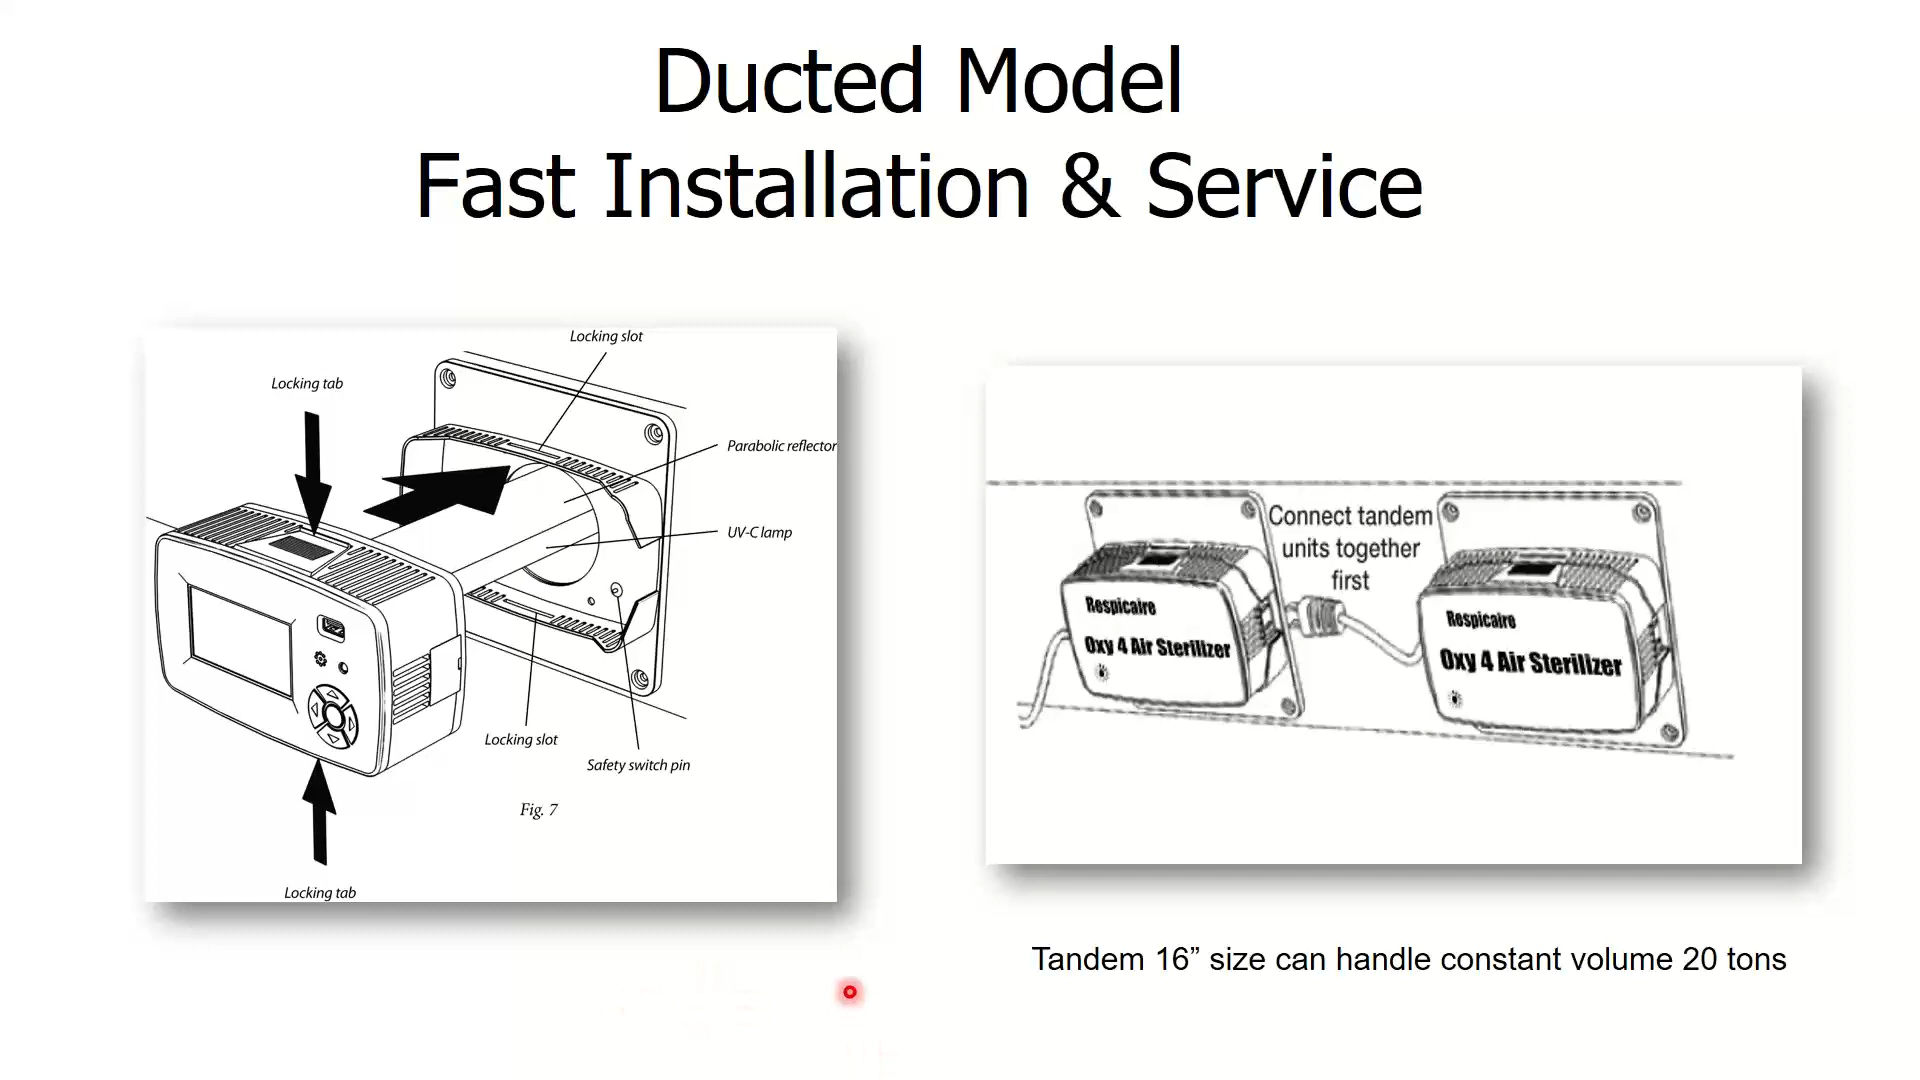 Ducted Model
Fast Installation & Service
Locking slot
Locking tab
Parabolic reflector
UV-C lamp
Locking slot
Safety switch pin
Fig. 7
Locking tab
Connect tandem
units together
first
Respicaire
Oxy 4 Air Sterilizer
Respicaire
Oxy 4 Air Sterilizer
Tandem 16” size can handle constant volume 20 tons